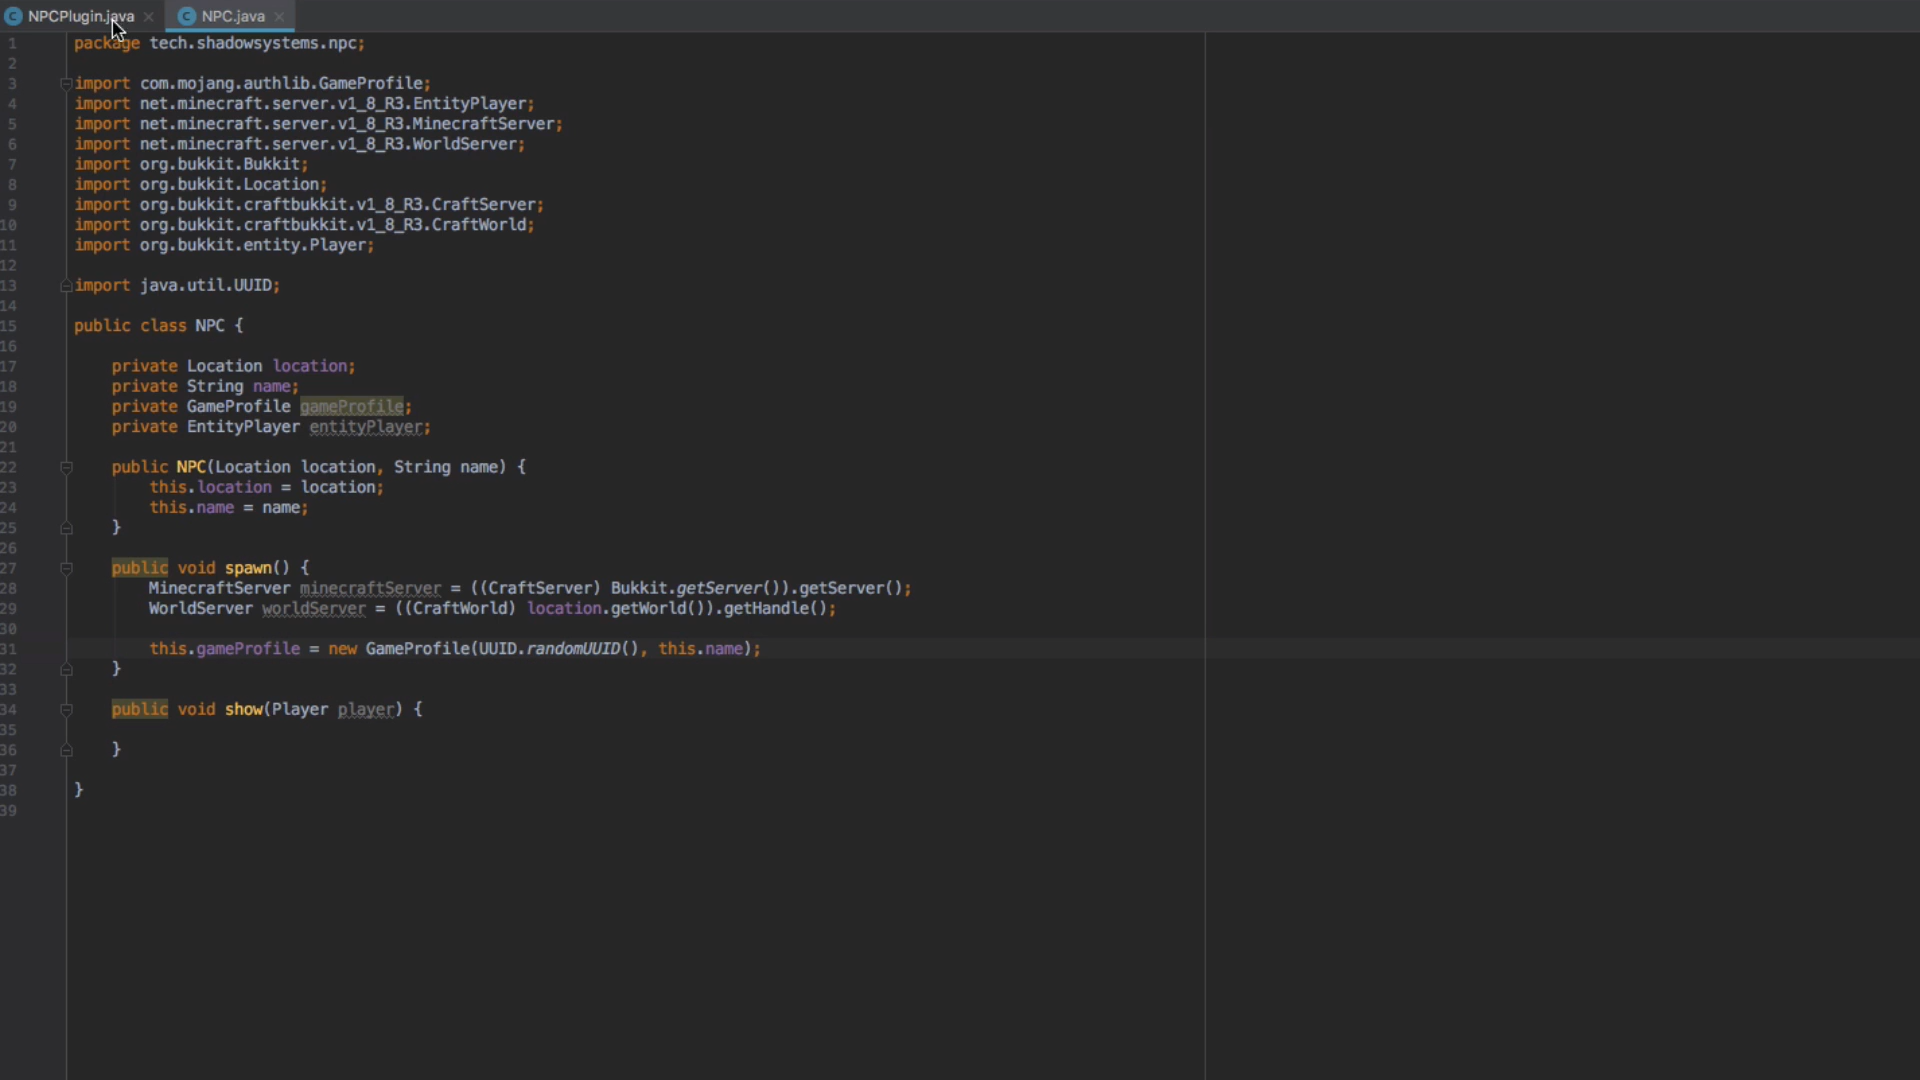 NPCPlugin.java NPC.java
1 package tech.shadowsystems.npc;
2
3 import com.mojang.authlib.GameProfile;
4 import net.minecraft.server.v1_8_R3.EntityPlayer;
5 import net.minecraft.server.v1_8_R3.MinecraftServer;
6 import net.minecraft.server.v1_8_R3.WorldServer;
7 import org.bukkit.Bukkit;
8 import org.bukkit.Location;
9 import org.bukkit.craftbukkit.v1_8_R3.CraftServer;
10 import org.bukkit.craftbukkit.v1_8_R3.CraftWorld;
11 import org.bukkit.entity.Player;
12
13 import java.util.UUID;
14
15 public class NPC {
16
17 private Location location;
18 private String name;
19 private GameProfile gameProfile;
20 private EntityPlayer entityPlayer;
21
22 public NPC(Location location, String name) {
23 this.location = location;
24 this.name = name;
25 }
26
27 public void spawn() {
28 MinecraftServer minecraftServer = ((CraftServer) Bukkit.getServer()).getServer();
29 WorldServer worldServer = ((CraftWorld) location.getWorld()).getHandle();
30
31 this.gameProfile = new GameProfile(UUID.randomUUID(), this.name);
32 }
33
34 public void show(Player player) {
35
36 }
37
38 }
39